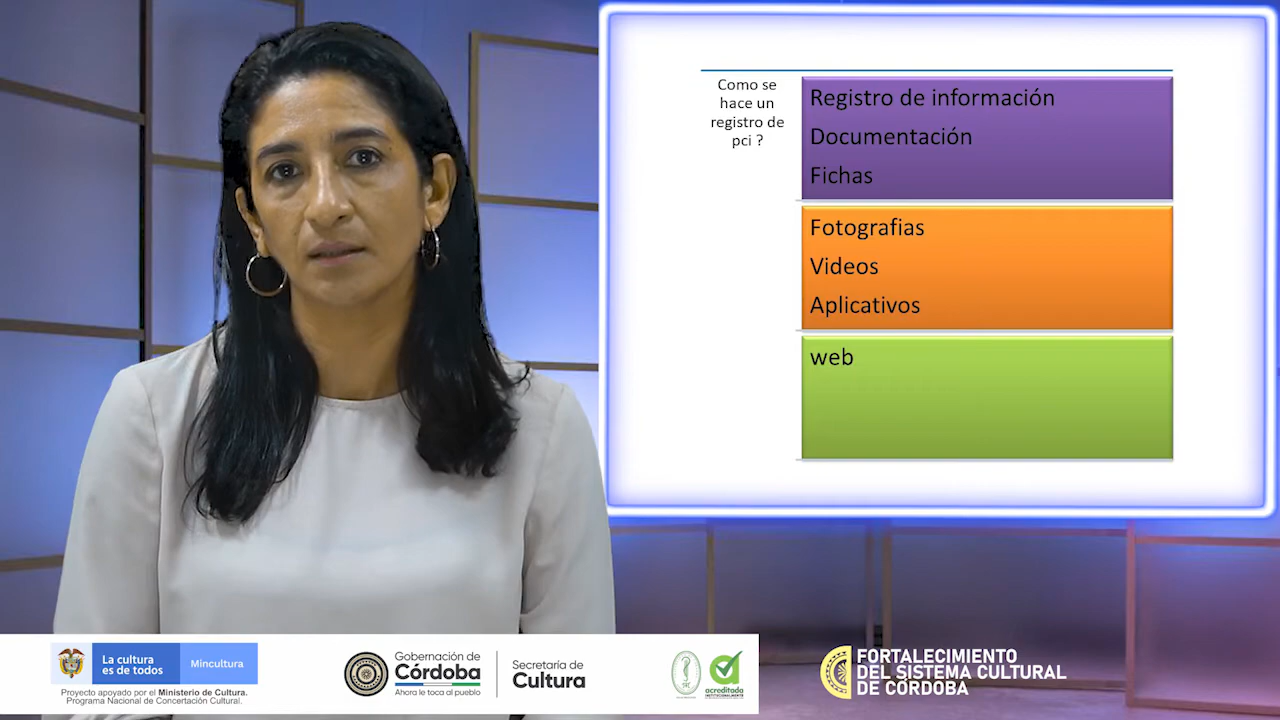 Como se
hace un
registro de
pci ?
Registro de información
Documentación
Fichas
Fotografias
Videos
Aplicativos
web
La cultura
es de todos
Mincultura
Proyecto apoyado por el Ministerio de Cultura.
Programa Nacional de Concertación Cultural.
Gobernación de
Córdoba
Ahora le toca al pueblo
Secretaría de
Cultura
acreditada
INSTITUCIONALMENTE
FORTALECIMIENTO
DEL SISTEMA CULTURAL
DE CÓRDOBA